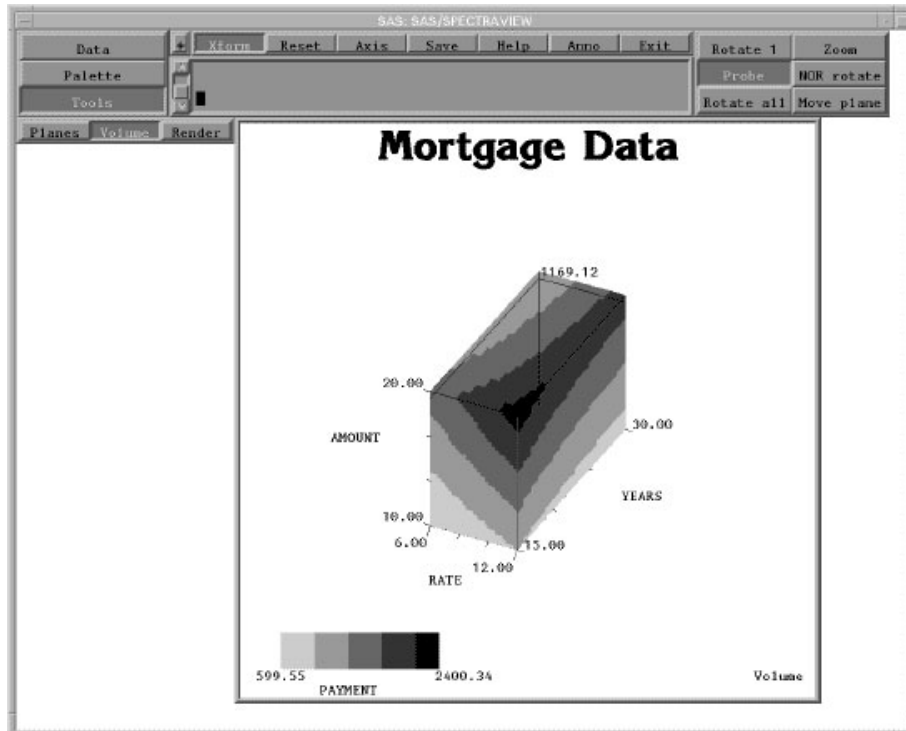 SAS: SAS/SPECTRAVIEW
Data
Palette
Tools
+ Xform Reset Axis Save Help Anno Exit
Rotate 1 Zoom
Probe NOR rotate
Rotate all Move plane
Planes Volume Render
Mortgage Data
1169.12
20.00
AMOUNT
30.00
YEARS
10.00
6.00
15.00
12.00
RATE
599.55
2400.34
PAYMENT
Volume